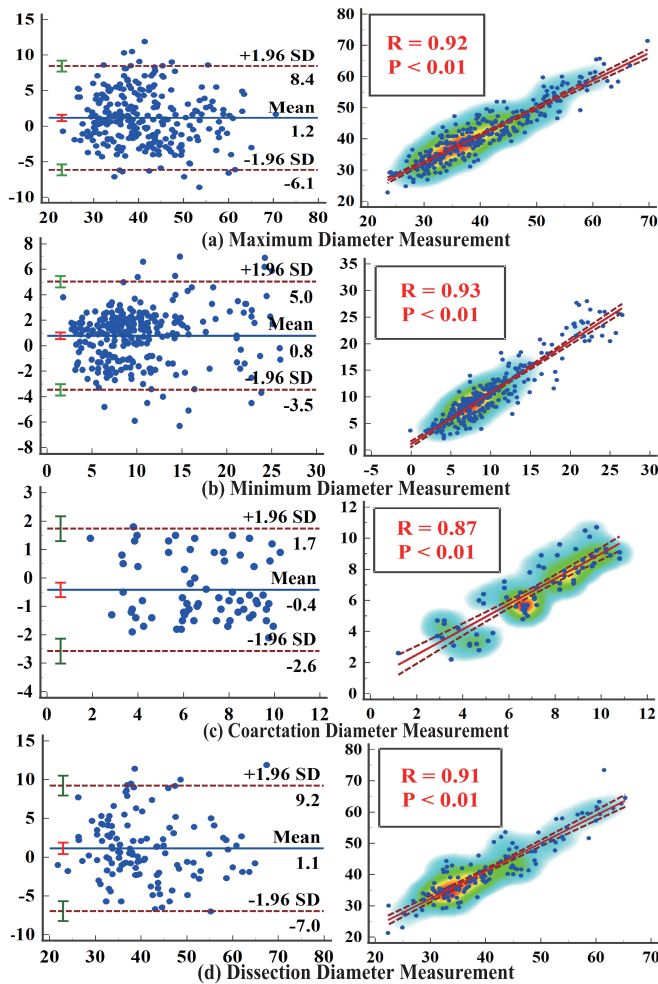 15
10
5
0
-5
-10
20 30 40 50 60 70 80
+1.96 SD
8.4
Mean
1.2
-1.96 SD
-6.1
80
70
60
50
40
30
20
20 30 40 50 60 70
R = 0.92
P < 0.01
(a) Maximum Diameter Measurement
8
6
4
2
0
-2
-4
-6
-8
0 5 10 15 20 25 30
+1.96 SD
5.0
Mean
0.8
-1.96 SD
-3.5
35
30
25
20
15
10
5
0
-5 0 5 10 15 20 25 30
R = 0.93
P < 0.01
(b) Minimum Diameter Measurement
3
2
1
0
-1
-2
-3
-4
0 2 4 6 8 10 12
+1.96 SD
1.7
Mean
-0.4
-1.96 SD
-2.6
12
10
8
6
4
2
0
0 2 4 6 8 10 12
R = 0.87
P < 0.01
(c) Coarctation Diameter Measurement
15
10
5
0
-5
-10
20 30 40 50 60 70 80
+1.96 SD
9.2
Mean
1.1
-1.96 SD
-7.0
80
70
60
50
40
30
20
20 30 40 50 60 70
R = 0.91
P < 0.01
(d) Dissection Diameter Measurement